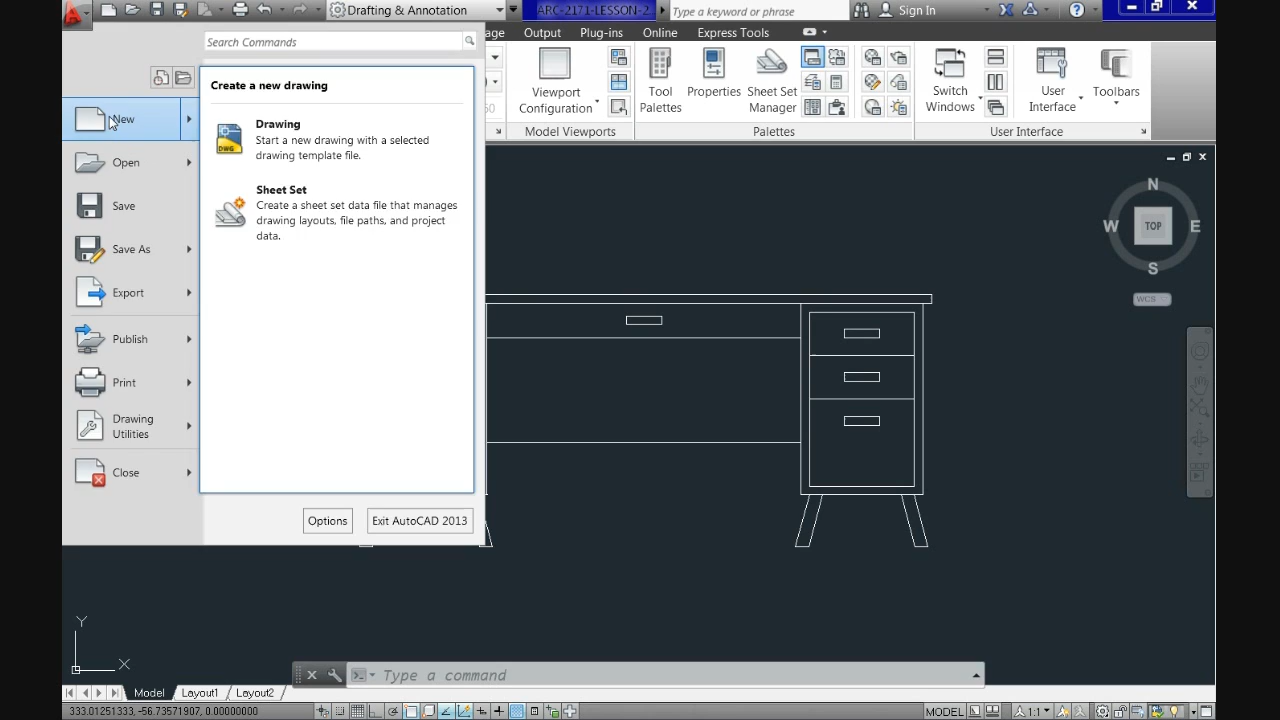 Drafting & Annotation
ARC-2171-LESSON-2
Type a keyword or phrase
Sign In
Search Commands
age
Output
Plug-ins
Online
Express Tools
Create a new drawing
New
Drawing
Start a new drawing with a selected
drawing template file.
Open
Sheet Set
Create a sheet set data file that manages
drawing layouts, file paths, and project
data.
Save
Save As
Export
Publish
Print
Drawing
Utilities
Close
Options
Exit AutoCAD 2013
50
Viewport
Configuration
Model Viewports
Tool
Palettes
Properties
Sheet Set
Manager
Palettes
Switch
Windows
User
Interface
Toolbars
User Interface
N
W
TOP
E
S
WCS
DWG
Y
X
Type a command
Model
Layout1
Layout2
333.01251333, -56.73571907, 0.00000000
MODEL
1:1